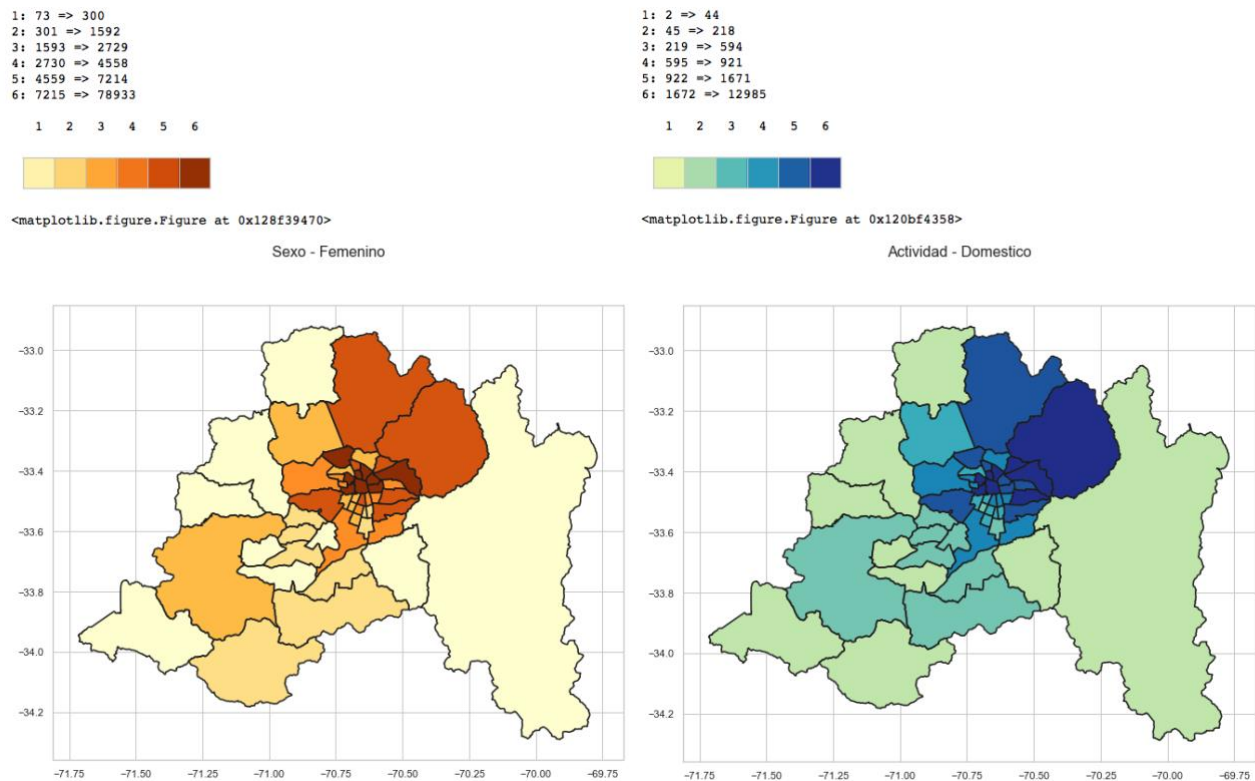 1: 73 => 300
2: 301 => 1592
3: 1593 => 2729
4: 2730 => 4558
5: 4559 => 7214
6: 7215 => 78933
1 2 3 4 5 6
<matplotlib.figure.Figure at 0x128f39470>
Sexo - Femenino
−33.0
−33.2
−33.4
−33.6
−33.8
−34.0
−34.2
−71.75 −71.50 −71.25 −71.00 −70.75 −70.50 −70.25 −70.00 −69.75
1: 2 => 44
2: 45 => 218
3: 219 => 594
4: 595 => 921
5: 922 => 1671
6: 1672 => 12985
1 2 3 4 5 6
<matplotlib.figure.Figure at 0x120bf4358>
Actividad - Domestico
−33.0
−33.2
−33.4
−33.6
−33.8
−34.0
−34.2
−71.75 −71.50 −71.25 −71.00 −70.75 −70.50 −70.25 −70.00 −69.75